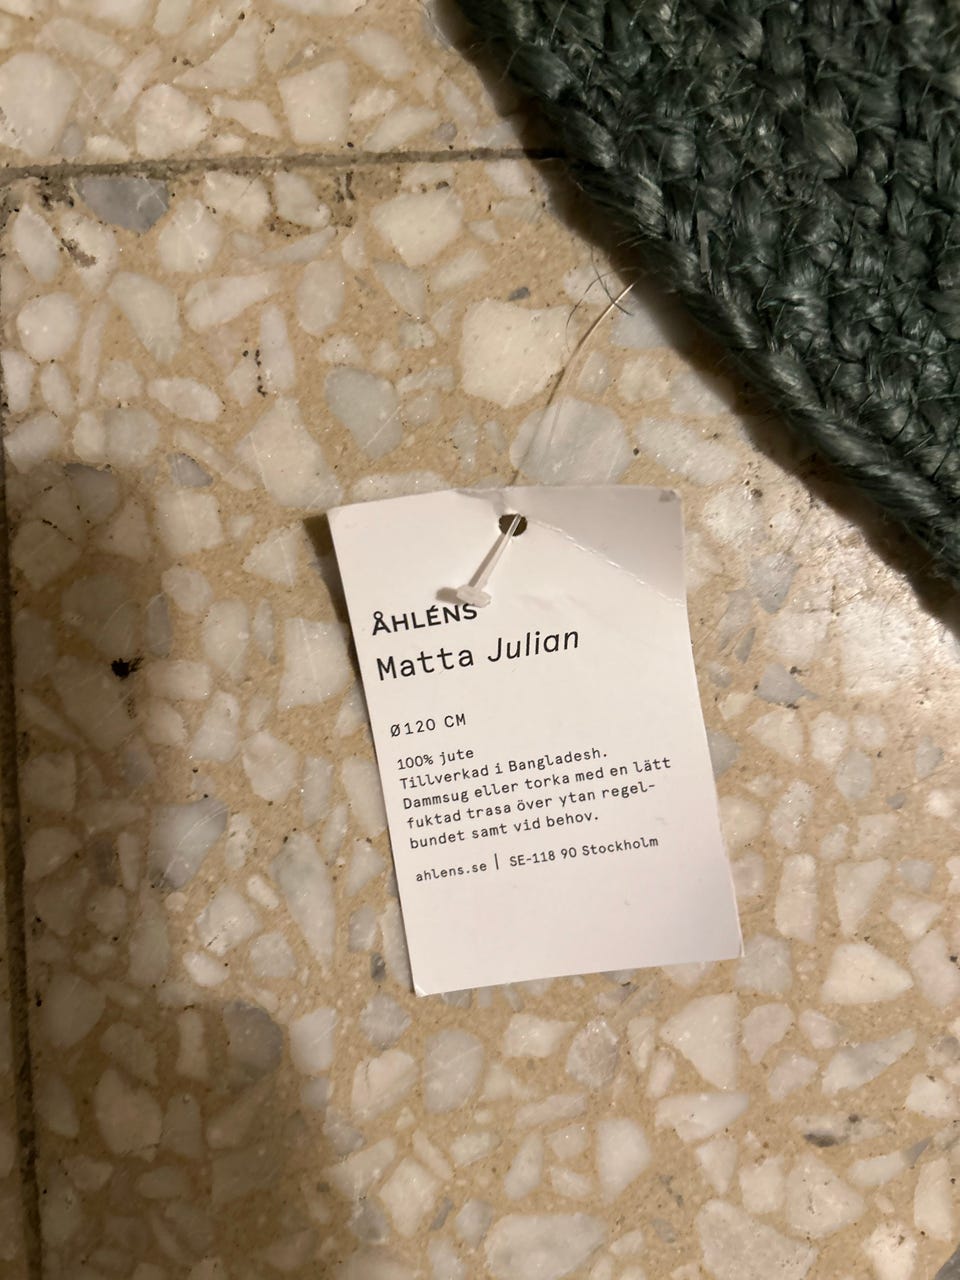 ÅHLÉNS
Matta Julian
Ø120 CM
100% jute
Tillverkad i Bangladesh.
Dammsug eller torka med en lätt
fuktad trasa över ytan regel-
bundet samt vid behov.
ahlens.se | SE-118 90 Stockholm